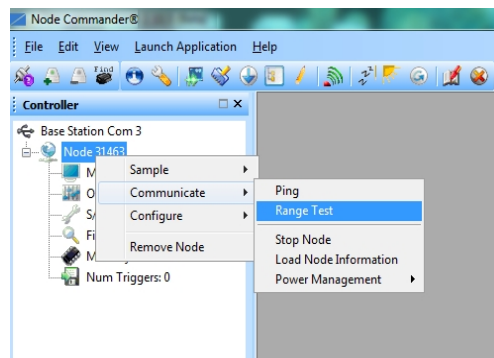 Node Commander®
File Edit View Launch Application Help
Find
Controller
Base Station Com 3
Node 31463
M
Sample
O
Communicate
Ping
S/
Configure
Range Test
Fi
M
Remove Node
Stop Node
Num Triggers: 0
Load Node Information
Power Management